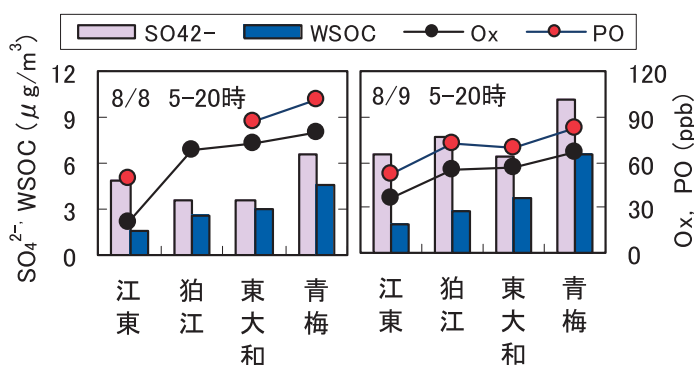 SO42- WSOC Ox PO
SO₄²⁻, WSOC (μg/m³)
12
9
6
3
0
8/8 5-20時
江東
狛江
東大和
青梅
8/9 5-20時
江東
狛江
東大和
青梅
120
90
60
30
0
Ox, PO (ppb)